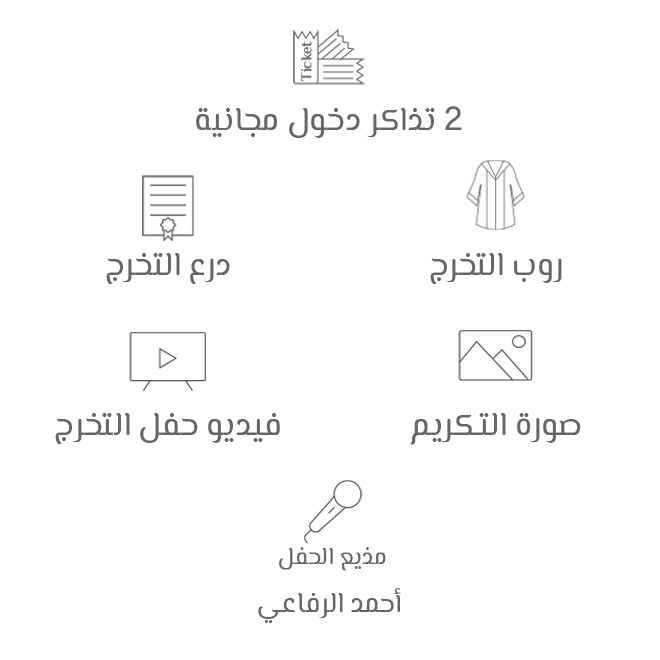 Ticket
2 تذاكر دخول مجانية
روب التخرج
درع التخرج
صورة التكريم
فيديو حفل التخرج
مذيع الحفل
أحمد الرفاعي